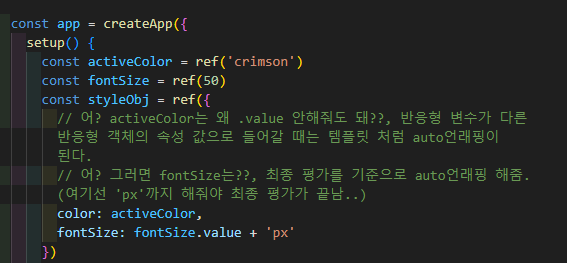 const app = createApp({
setup() {
const activeColor = ref('crimson')
const fontSize = ref(50)
const styleObj = ref({
// 어? activeColor는 왜 .value 안해줘도 돼??, 반응형 변수가 다른
반응형 객체의 속성 값으로 들어갈 때는 템플릿 처럼 auto언래핑이
된다.
// 어? 그러면 fontSize는??, 최종 평가를 기준으로 auto언래핑 해줌.
(여기선 'px'까지 해줘야 최종 평가가 끝남..)
color: activeColor,
fontSize: fontSize.value + 'px'
})